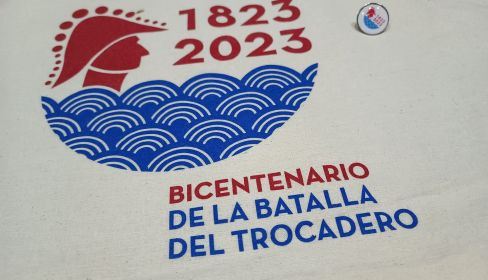 1823
2023
BICENTENARIO
DE LA BATALLA
DEL TROCADERO